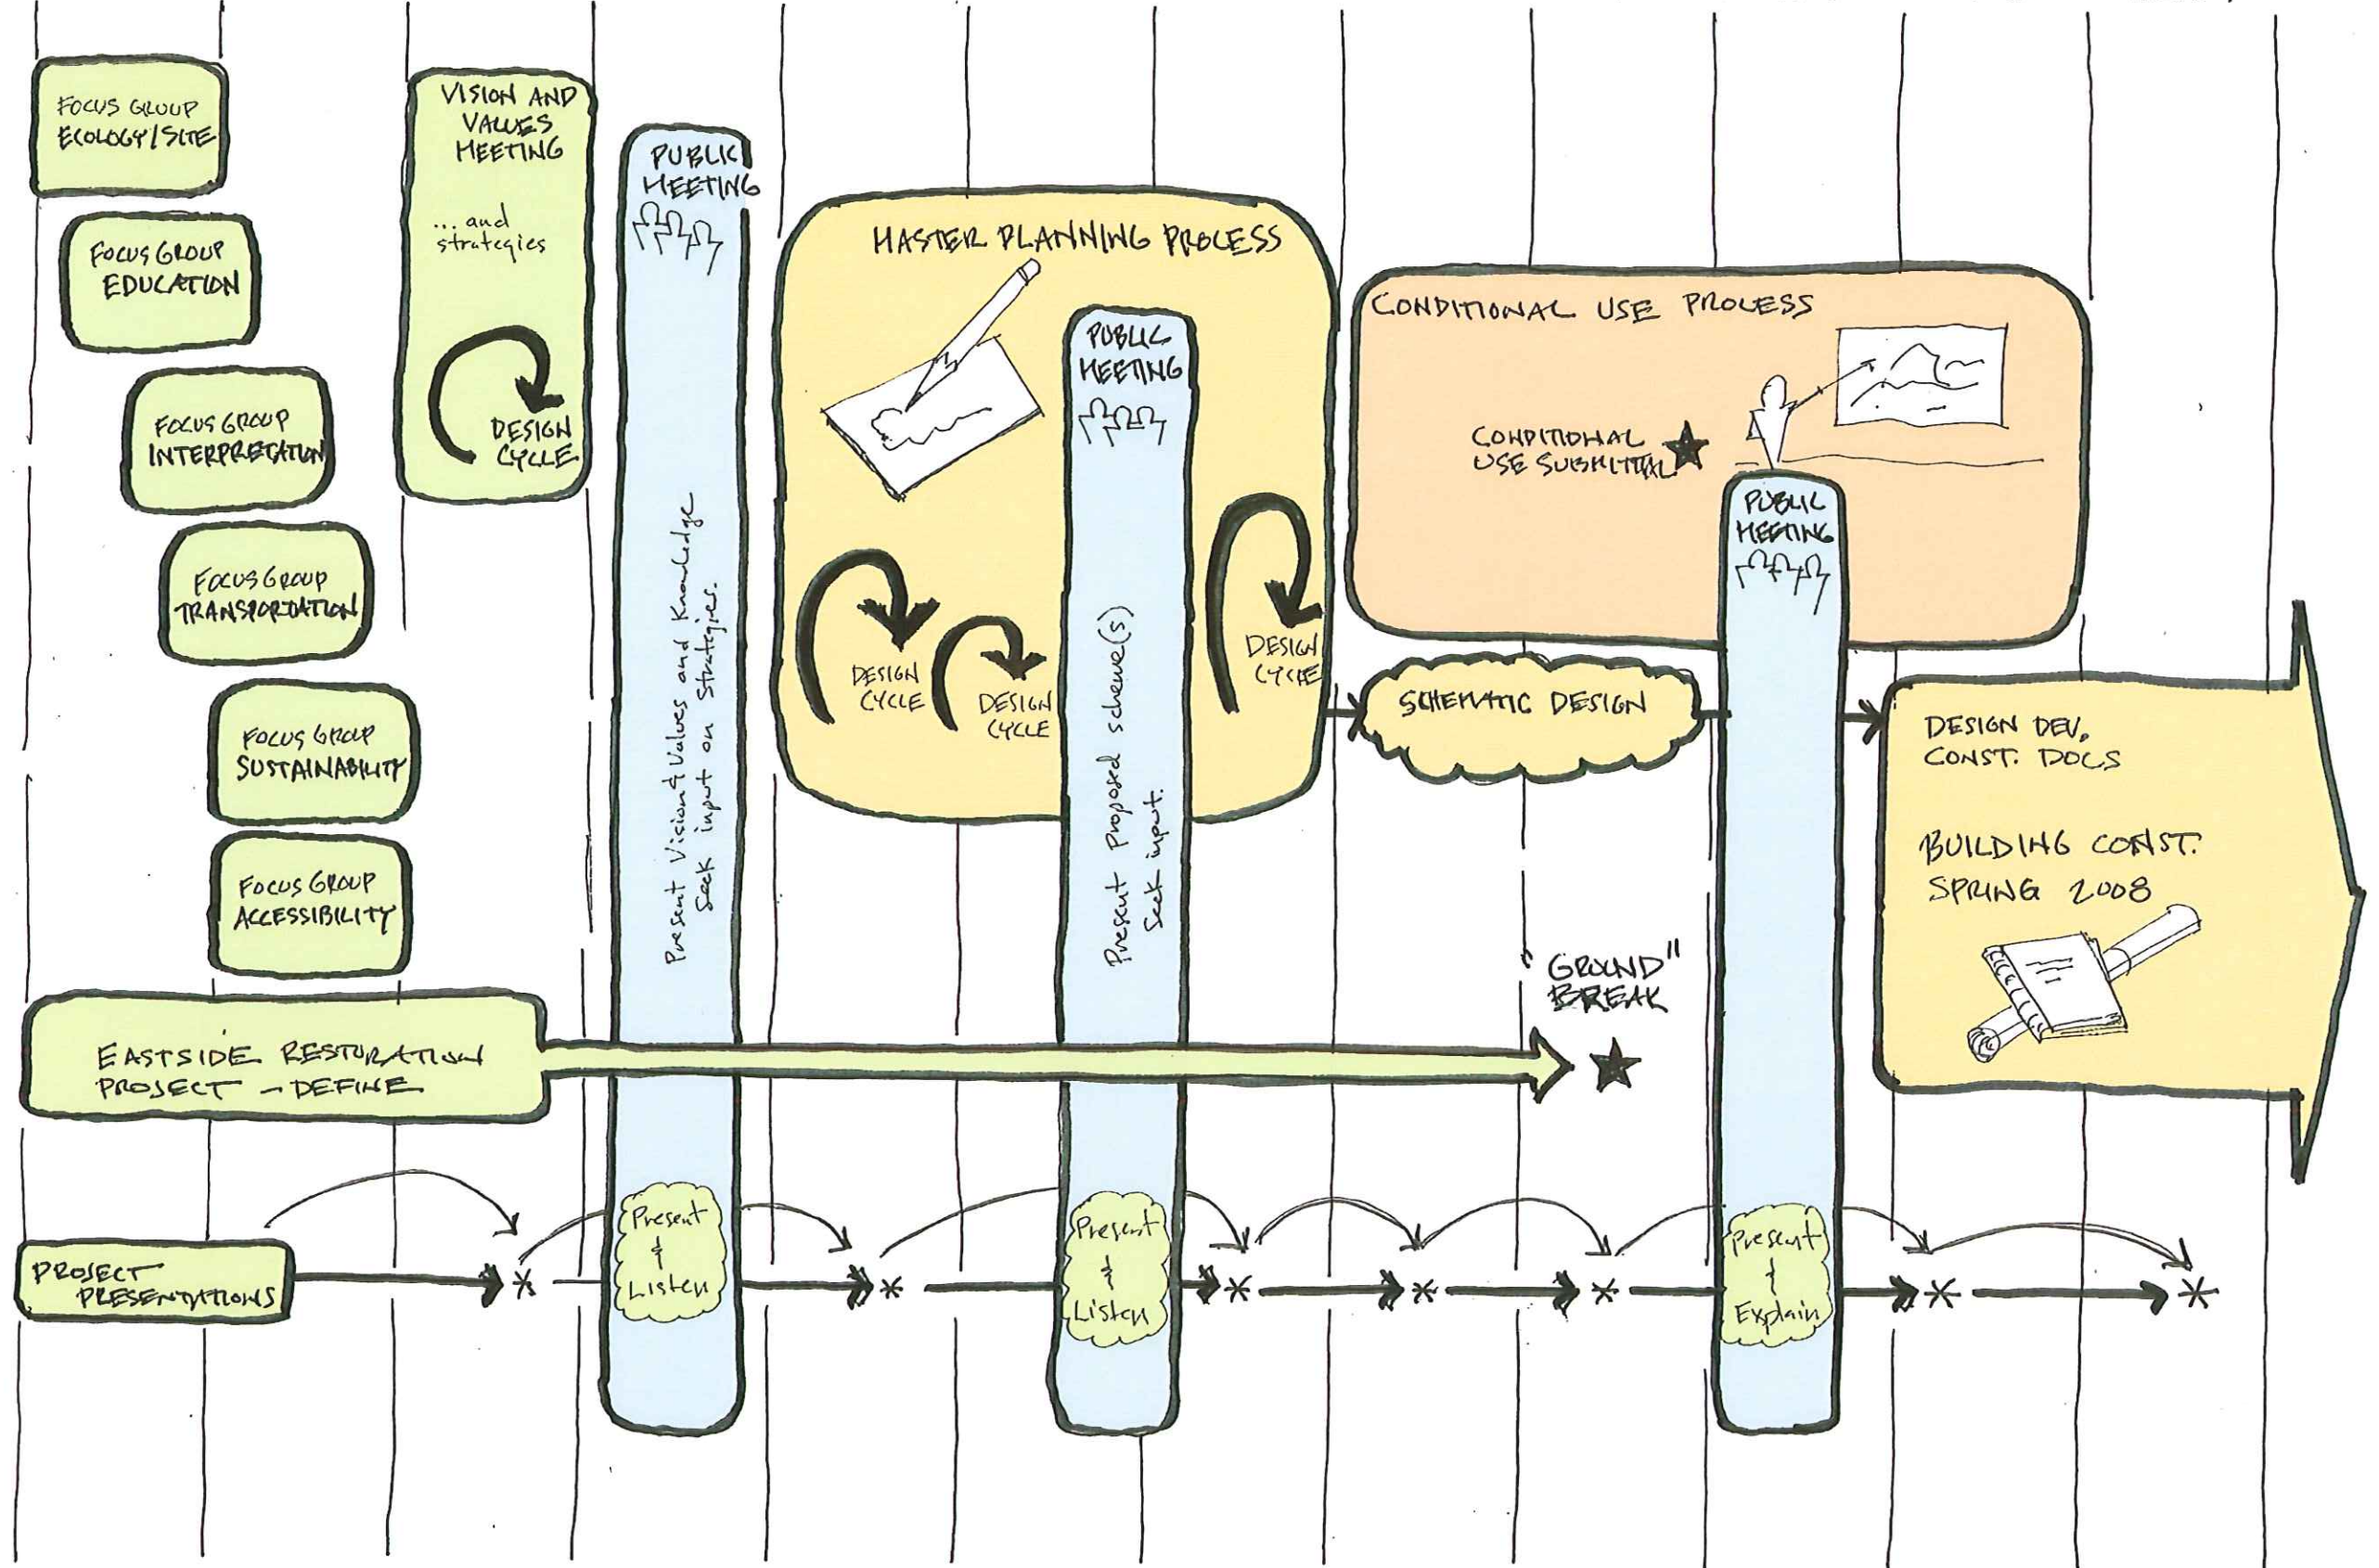 FOCUS GROUP
ECOLOGY/SITE
FOCUS GROUP
EDUCATION
FOCUS GROUP
INTERPRETATION
FOCUS GROUP
TRANSPORTATION
FOCUS GROUP
SUSTAINABILITY
FOCUS GROUP
ACCESSIBILITY
VISION AND
VALUES
MEETING
...and
strategies
DESIGN
CYCLE
PUBLIC
MEETING
Present Vision & Values and Knowledge
Seek input on Strategies.
MASTER PLANNING PROCESS
DESIGN
CYCLE
DESIGN
CYCLE
PUBLIC
MEETING
Present Proposed scheme(s)
Seek input.
DESIGN
CYCLE
CONDITIONAL USE PROCESS
CONDITIONAL
USE SUBMITTAL
PUBLIC
MEETING
SCHEMATIC DESIGN
DESIGN DEV.
CONST. DOCS
BUILDING CONST.
SPRING 2008
EASTSIDE RESTORATION
PROJECT - DEFINE
"GROUND"
BREAK
PROJECT
PRESENTATIONS
Present
&
Listen
Present
&
Listen
Present
&
Explain